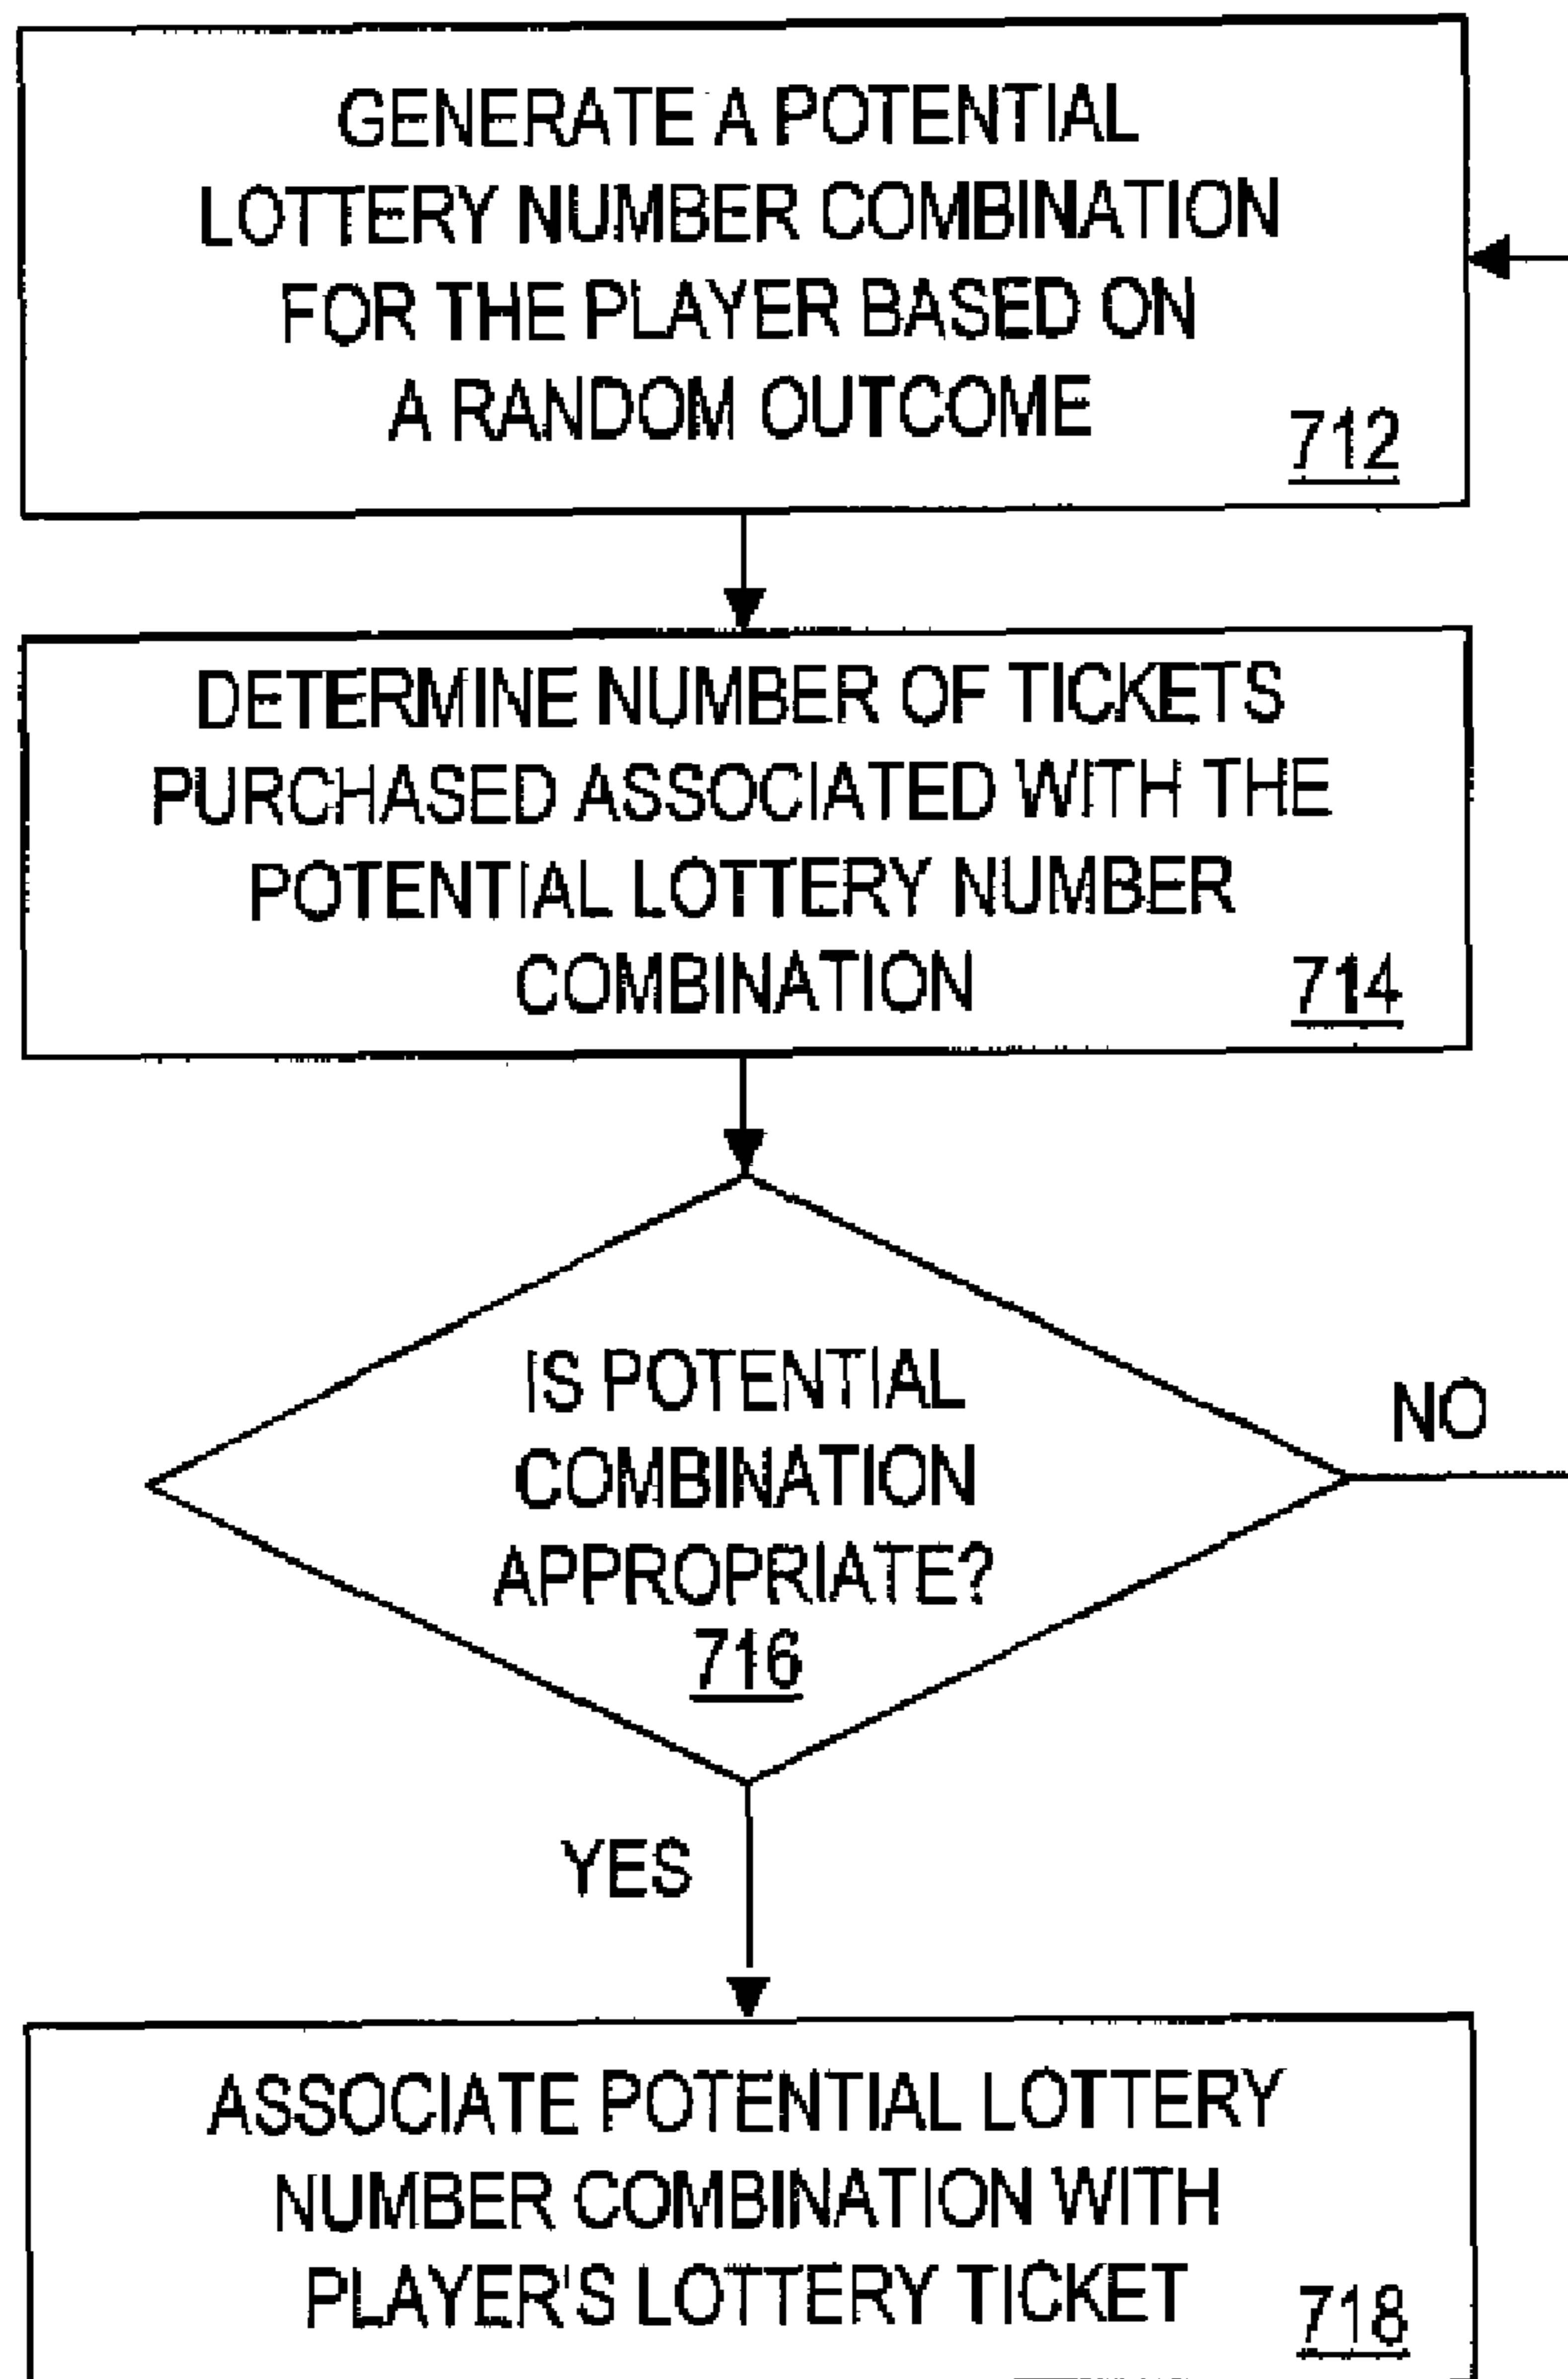 GENERATE A POTENTIAL
LOTTERY NUMBER COMBINATION
FOR THE PLAYER BASED ON
A RANDOM OUTCOME
712
DETERMINE NUMBER OF TICKETS
PURCHASED ASSOCIATED WITH THE
POTENTIAL LOTTERY NUMBER
COMBINATION
714
IS POTENTIAL
COMBINATION
APPROPRIATE?
716
NO
YES
ASSOCIATE POTENTIAL LOTTERY
NUMBER COMBINATION WITH
PLAYER'S LOTTERY TICKET
718